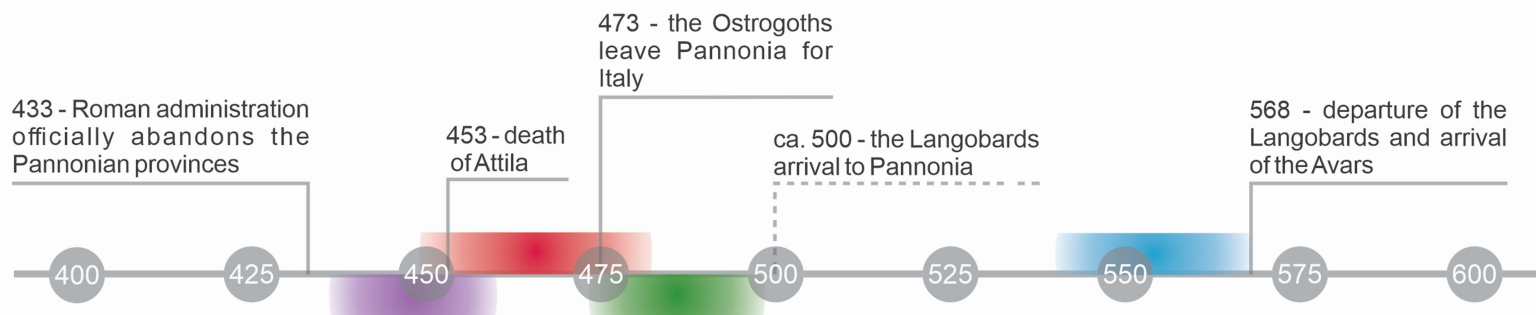 473 - the Ostrogoths
leave Pannonia for
Italy
433 - Roman administration
officially abandons the
Pannonian provinces
453 - death
of Attila
ca. 500 - the Langobards
arrival to Pannonia
568 - departure of the
Langobards and arrival
of the Avars
400 425 450 475 500 525 550 575 600